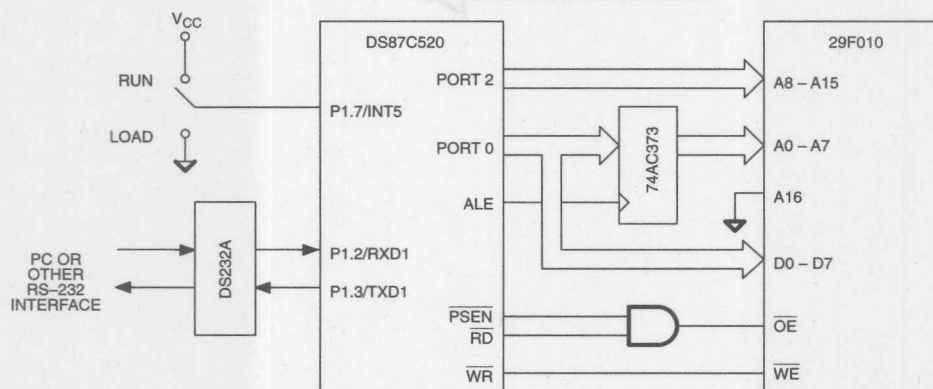 VCC
RUN
LOAD
PC OR
OTHER
RS–232
INTERFACE
DS232A
DS87C520
P1.7/INT5
P1.2/RXD1
P1.3/TXD1
PORT 2
PORT 0
ALE
PSEN
RD
WR
74AC373
29F010
A8 – A15
A0 – A7
A16
D0 – D7
OE
WE